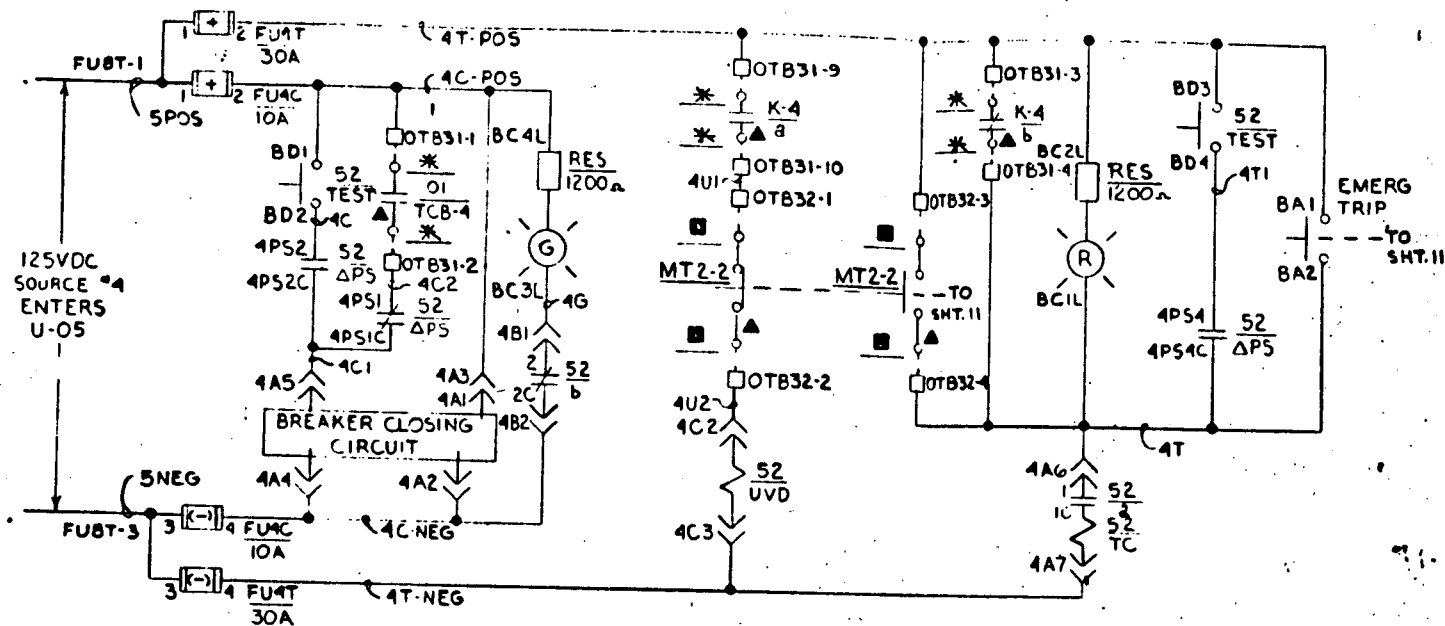 1 + 2 FU4T
30A
4T-POS
FU8T-1
5POS
1 + 2 FU4C
10A
4C-POS
1
125VDC
SOURCE #4
ENTERS
U-05
BD1
52
TEST
BD2
4C
4PS2
52
ΔPS
4PS2C
OTB31-1
*
01
TCB-4
▲
*
OTB31-2
4C2
4PS1
52
ΔPS
4PS1C
4C1
4A5
BC4L
RES
1200Ω
G
BC3L
4G
4B1
2
52
b
2C
4B2
4A3
4A1
BREAKER CLOSING
CIRCUIT
4A4
4A2
5NEG
FU8T-3
3 (-) 4 FU4C
10A
4C-NEG
3 (-) 4 FU4T
30A
4T-NEG
OTB31-9
*
K-4
a
* ▲
OTB31-10
4U1
OTB32-1
MT2-2
▲
OTB32-2
4U2
4C2
52
UVD
4C3
OTB31-3
*
K-4
b
* ▲
OTB31-4
OTB32-3
MT2-2
TO
SHT.11
▲
OTB32-4
BC2L
RES
1200Ω
R
BC1L
BD3
52
TEST
BD4
4T1
4PS4
52
ΔPS
4PS4C
EMERG
TRIP
BA1
BA2
TO
SHT.11
4T
4A6
1
52
a
1C
52
TC
4A7